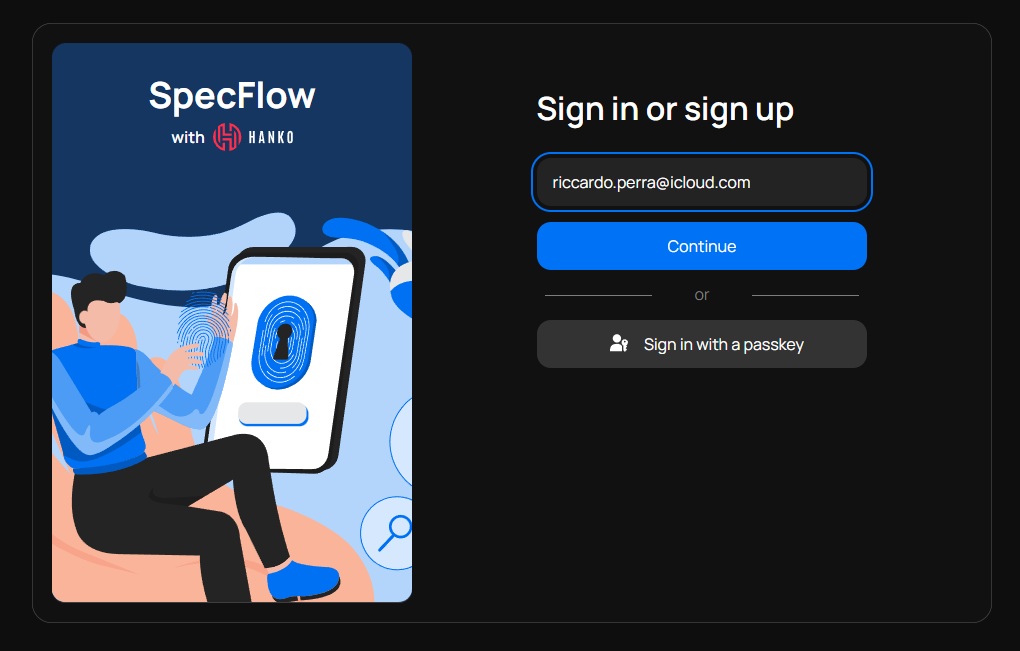 SpecFlow
with HANKO
Sign in or sign up
riccardo.perra@icloud.com
Continue
or
Sign in with a passkey